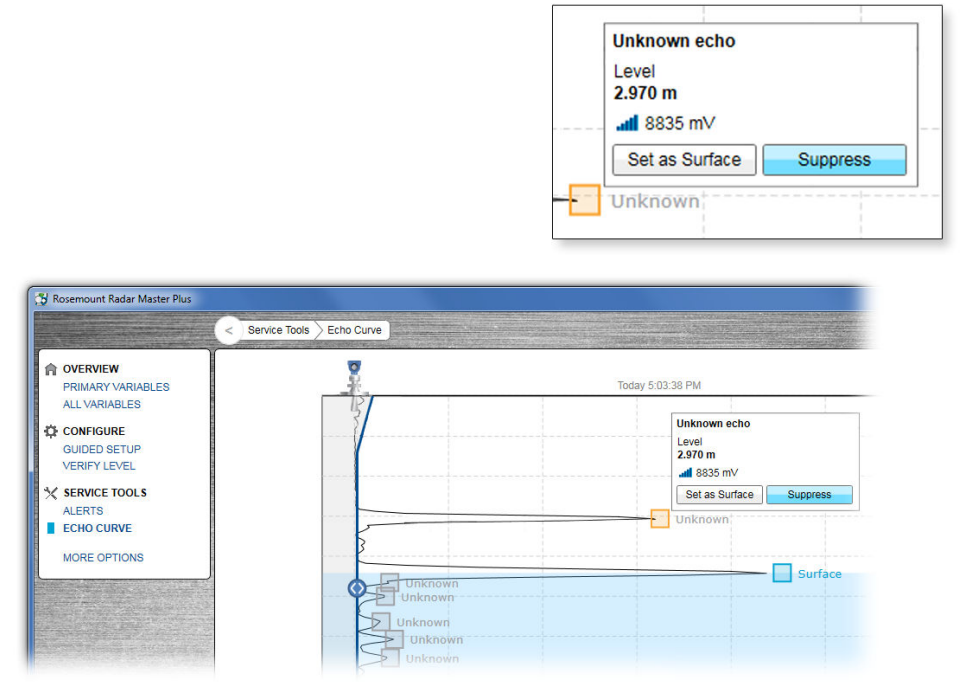 Unknown echo
Level
2.970 m
8835 mV
Set as Surface
Suppress
Unknown
Rosemount Radar Master Plus
< Service Tools Echo Curve
OVERVIEW
PRIMARY VARIABLES
ALL VARIABLES
CONFIGURE
GUIDED SETUP
VERIFY LEVEL
SERVICE TOOLS
ALERTS
ECHO CURVE
MORE OPTIONS
Today 5:03:38 PM
Unknown echo
Level
2.970 m
8835 mV
Set as Surface
Suppress
Unknown
Surface
Unknown
Unknown
Unknown
Unknown
Unknown